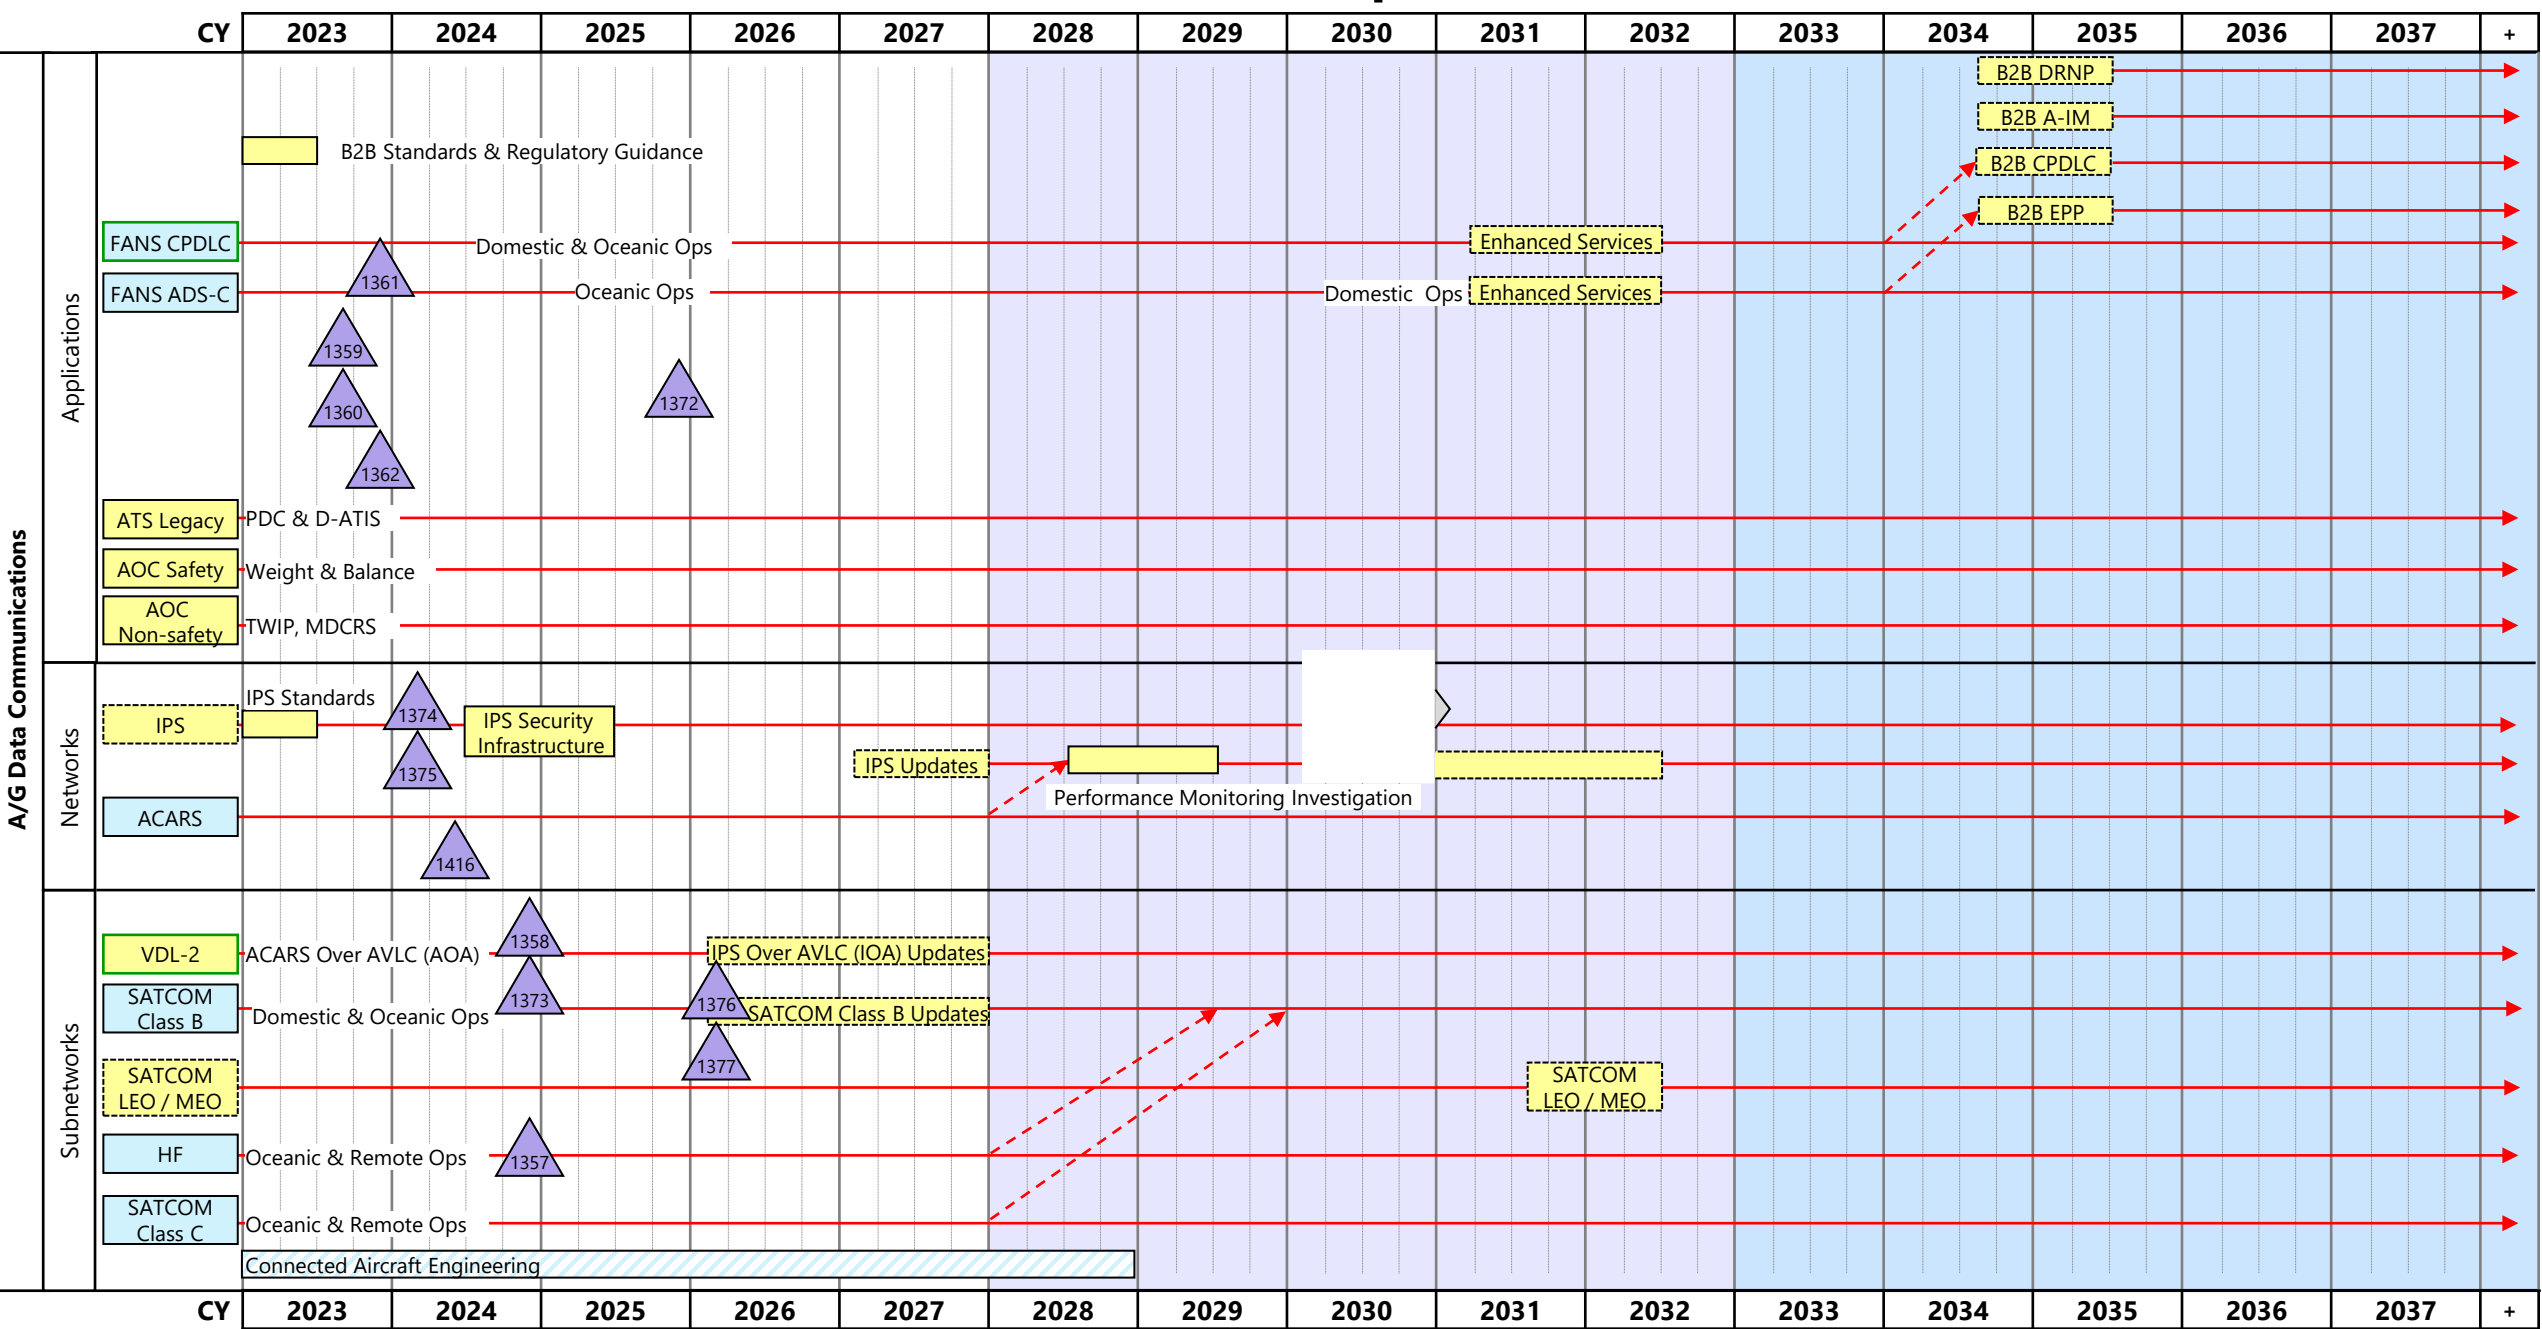 CY 2023 2024 2025 2026 2027 2028 2029 2030 2031 2032 2033 2034 2035 2036 2037 +
A/G Data Communications
Applications
B2B DRNP
B2B A-IM
B2B Standards & Regulatory Guidance
B2B CPDLC
B2B EPP
FANS CPDLC
Domestic & Oceanic Ops
Enhanced Services
1361
FANS ADS-C
Oceanic Ops
Domestic Ops
Enhanced Services
1359
1360
1372
1362
ATS Legacy
PDC & D-ATIS
AOC Safety
Weight & Balance
AOC
Non-safety
TWIP, MDCRS
Networks
IPS Standards
IPS
1374
IPS Security
Infrastructure
1375
IPS Updates
Performance Monitoring Investigation
ACARS
1416
Subnetworks
VDL-2
ACARS Over AVLC (AOA)
1358
IPS Over AVLC (IOA) Updates
SATCOM
Class B
Domestic & Oceanic Ops
1373
1376
SATCOM Class B Updates
1377
SATCOM
LEO / MEO
SATCOM
LEO / MEO
HF
Oceanic & Remote Ops
1357
SATCOM
Class C
Oceanic & Remote Ops
Connected Aircraft Engineering
CY 2023 2024 2025 2026 2027 2028 2029 2030 2031 2032 2033 2034 2035 2036 2037 +